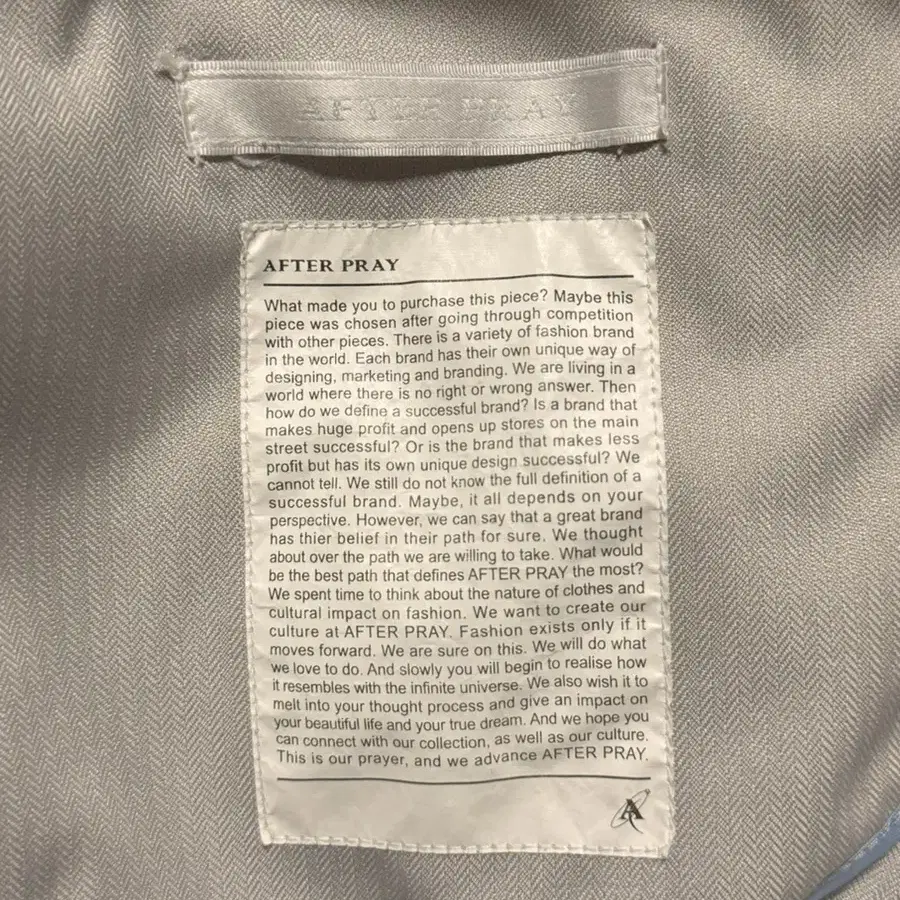 AFTER PRAY
AFTER PRAY
What made you to purchase this piece? Maybe this
piece was chosen after going through competition
with other pieces. There is a variety of fashion brand
in the world. Each brand has their own unique way of
designing, marketing and branding. We are living in a
world where there is no right or wrong answer. Then
how do we define a successful brand? Is a brand that
makes huge profit and opens up stores on the main
street successful? Or is the brand that makes less
profit but has its own unique design successful? We
cannot tell. We still do not know the full definition of a
successful brand. Maybe, it all depends on your
perspective. However, we can say that a great brand
has thier belief in their path for sure. We thought
about over the path we are willing to take. What would
be the best path that defines AFTER PRAY the most?
We spent time to think about the nature of clothes and
cultural impact on fashion. We want to create our
culture at AFTER PRAY. Fashion exists only if it
moves forward. We are sure on this. We will do what
we love to do. And slowly you will begin to realise how
it resembles with the infinite universe. We also wish it to
melt into your thought process and give an impact on
your beautiful life and your true dream. And we hope you
can connect with our collection, as well as our culture.
This is our prayer, and we advance AFTER PRAY.
A